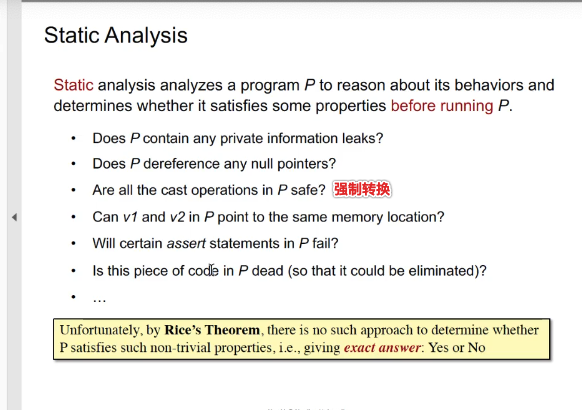 Static Analysis
Static analysis analyzes a program P to reason about its behaviors and
determines whether it satisfies some properties before running P.
• Does P contain any private information leaks?
• Does P dereference any null pointers?
• Are all the cast operations in P safe? 强制转换
• Can v1 and v2 in P point to the same memory location?
• Will certain assert statements in P fail?
• Is this piece of code in P dead (so that it could be eliminated)?
• …
Unfortunately, by Rice's Theorem, there is no such approach to determine whether
P satisfies such non-trivial properties, i.e., giving exact answer: Yes or No